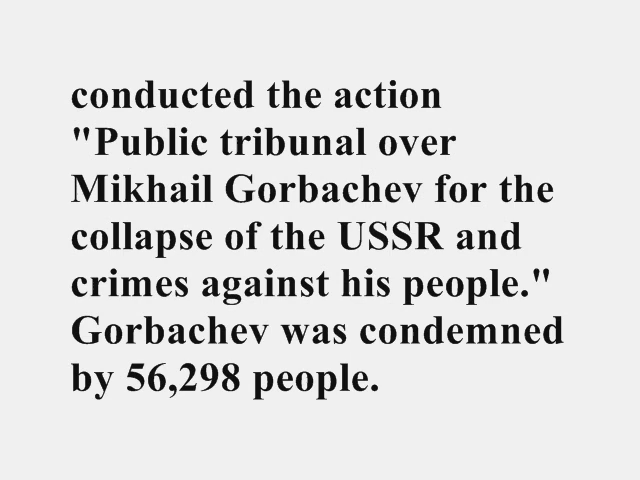 conducted the action
"Public tribunal over
Mikhail Gorbachev for the
collapse of the USSR and
crimes against his people."
Gorbachev was condemned
by 56,298 people.